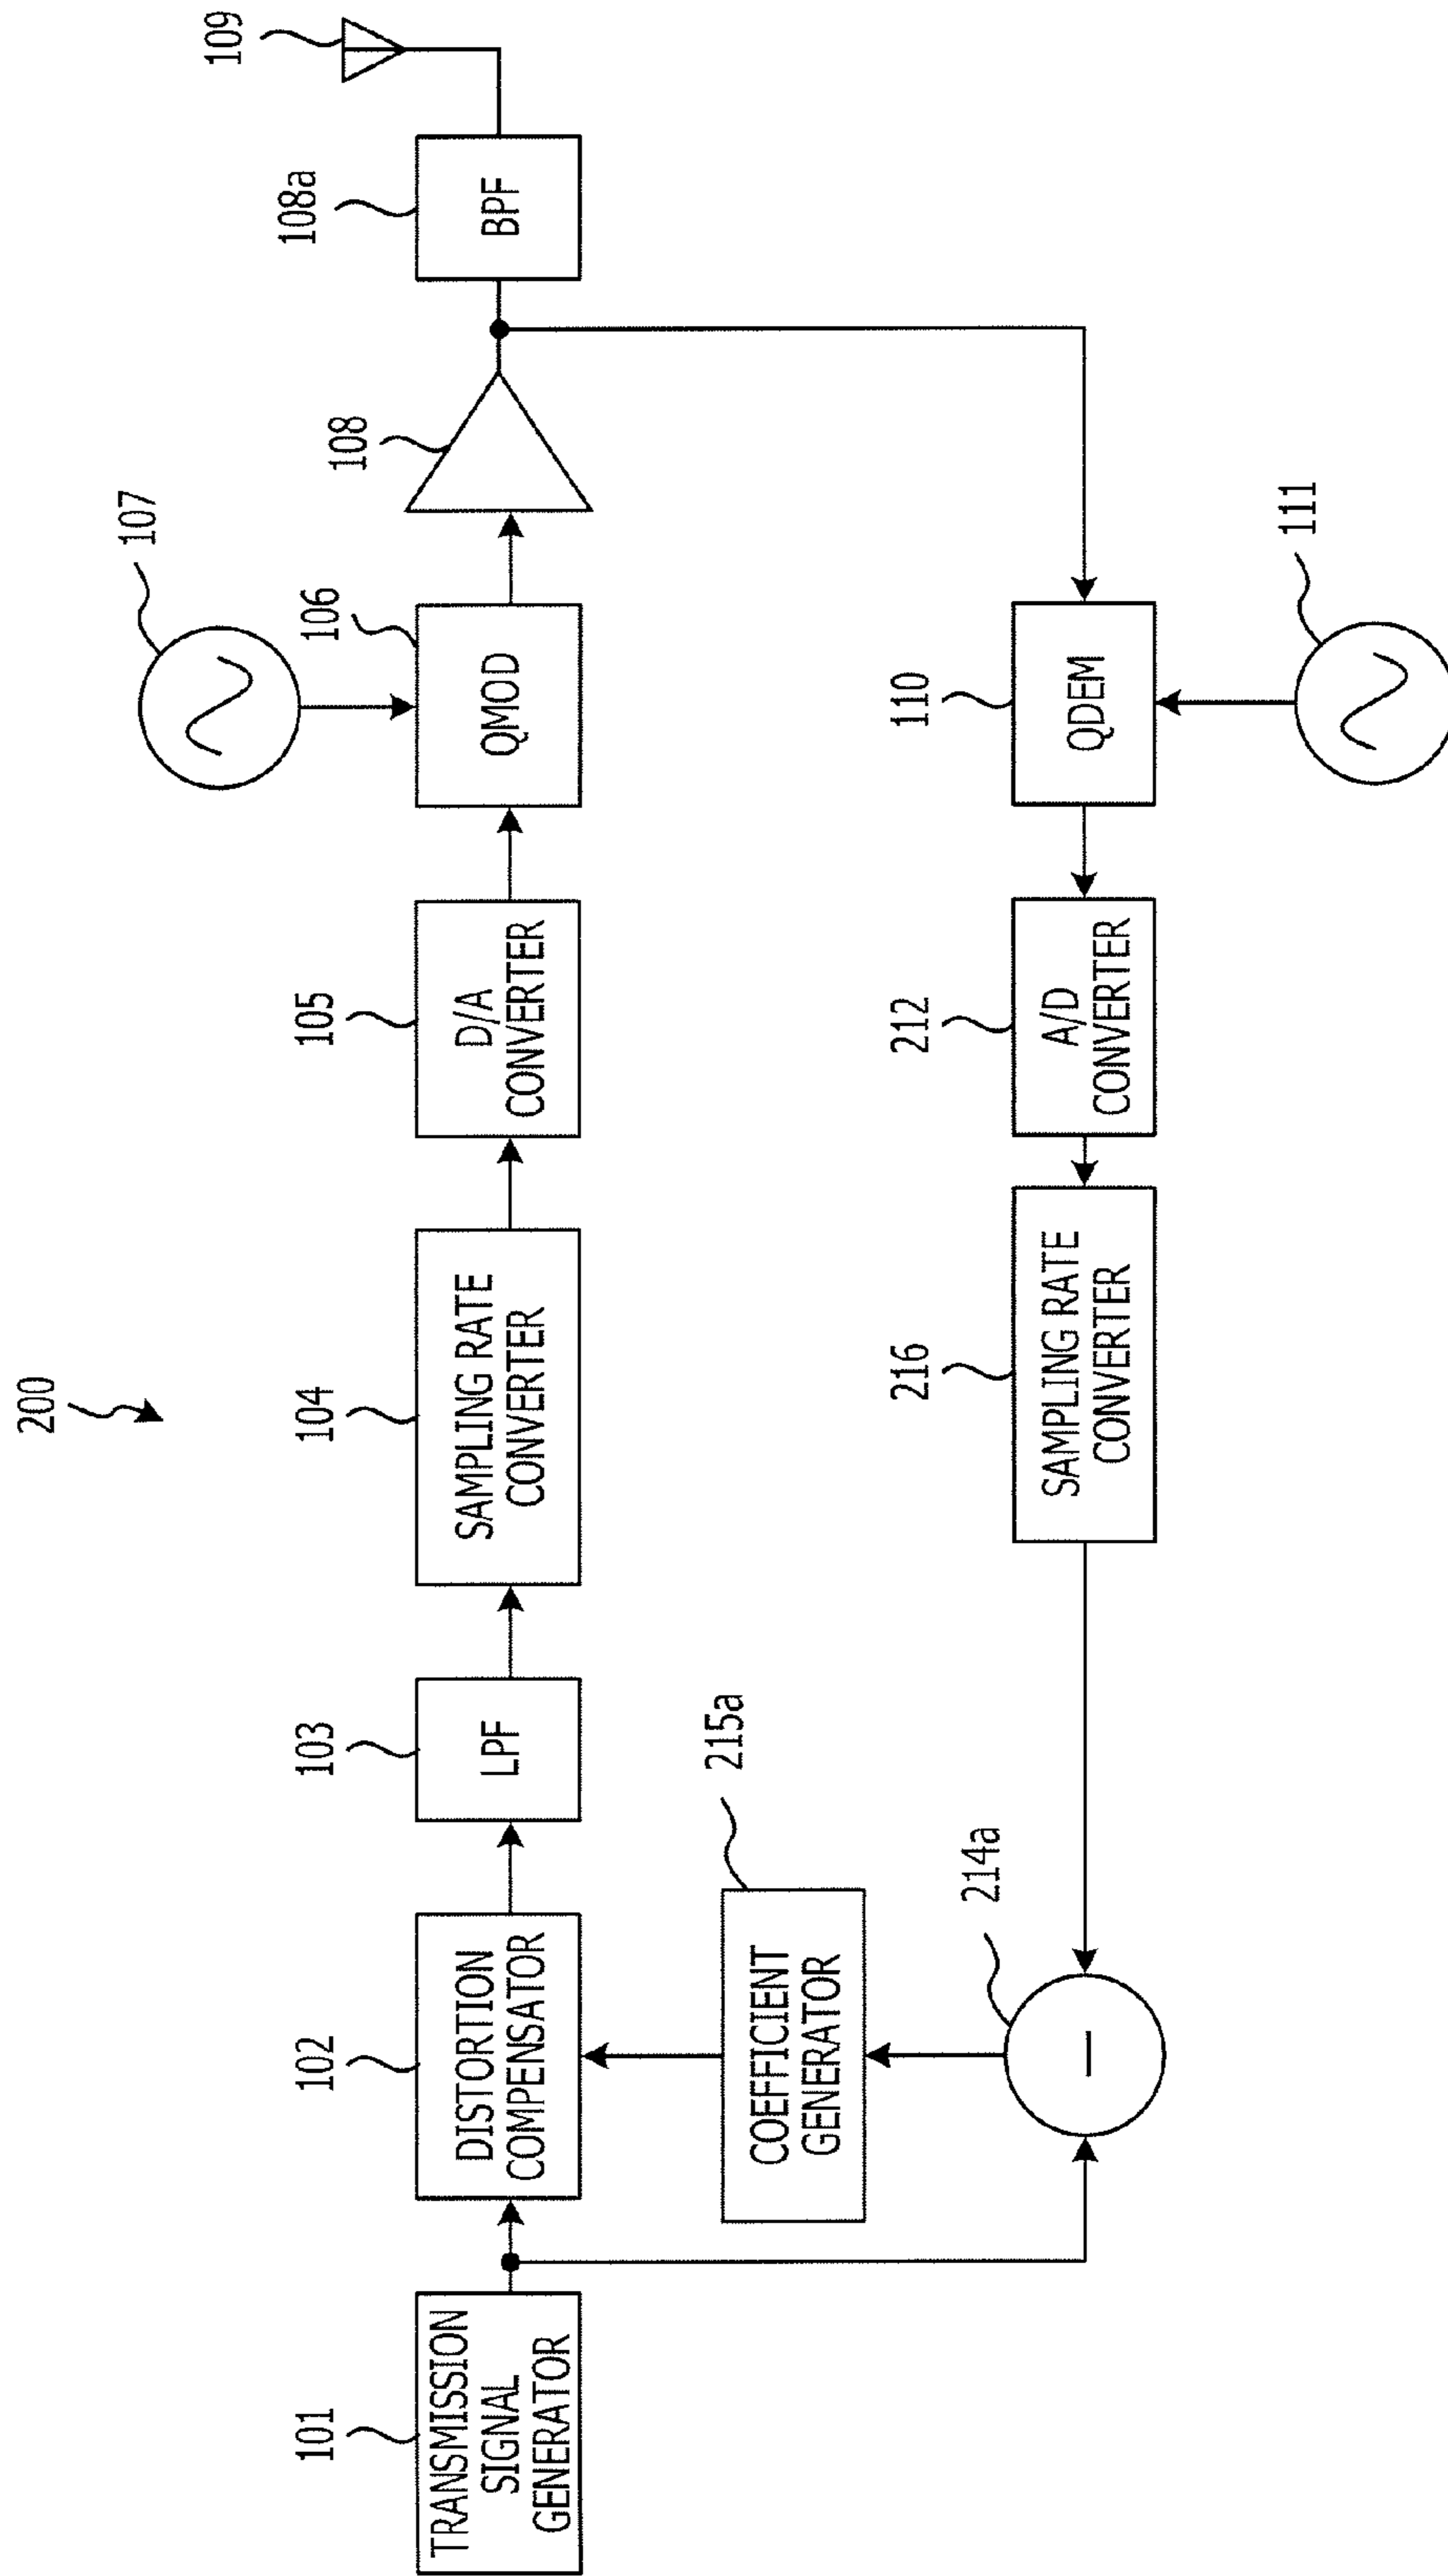 200
107
109
101
102
103
104
105
106
108
108a
TRANSMISSION
SIGNAL
GENERATOR
DISTORTION
COMPENSATOR
LPF
SAMPLING RATE
CONVERTER
D/A
CONVERTER
QMOD
BPF
215a
COEFFICIENT
GENERATOR
214a
216
212
110
SAMPLING RATE
CONVERTER
A/D
CONVERTER
QDEM
111